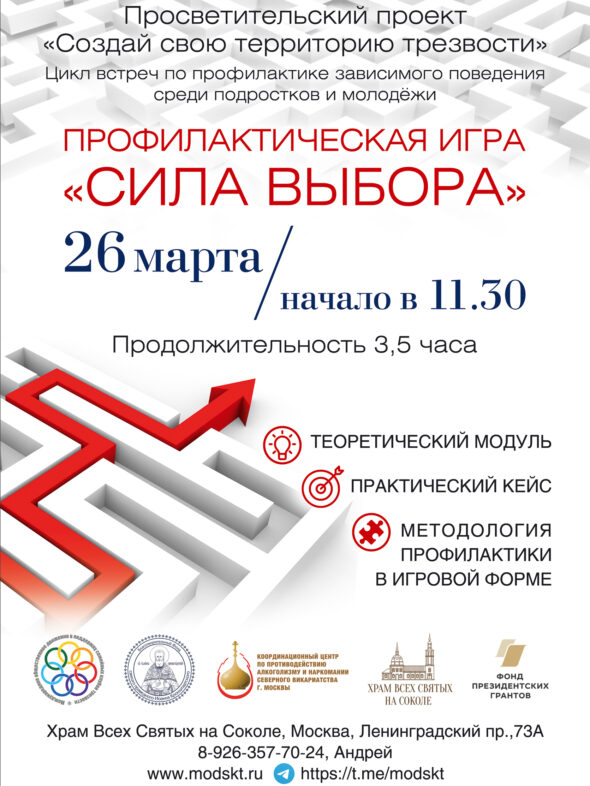 Просветительский проект
«Создай свою территорию трезвости»
Цикл встреч по профилактике зависимого поведения
среди подростков и молодёжи
ПРОФИЛАКТИЧЕСКАЯ ИГРА
«СИЛА ВЫБОРА»
26 марта
начало в 11.30
Продолжительность 3,5 часа
ТЕОРЕТИЧЕСКИЙ МОДУЛЬ
ПРАКТИЧЕСКИЙ КЕЙС
МЕТОДОЛОГИЯ
ПРОФИЛАКТИКИ
В ИГРОВОЙ ФОРМЕ
КООРДИНАЦИОННЫЙ ЦЕНТР
ПО ПРОТИВОДЕЙСТВИЮ
АЛКОГОЛИЗМУ И НАРКОМАНИИ
СЕВЕРНОГО ВИКАРИАТСТВА
Г. МОСКВЫ
ХРАМ ВСЕХ СВЯТЫХ
НА СОКОЛЕ
ФОНД
ПРЕЗИДЕНТСКИХ
ГРАНТОВ
Храм Всех Святых на Соколе, Москва, Ленинградский пр.,73А
8-926-357-70-24, Андрей
www.modskt.ru https://t.me/modskt